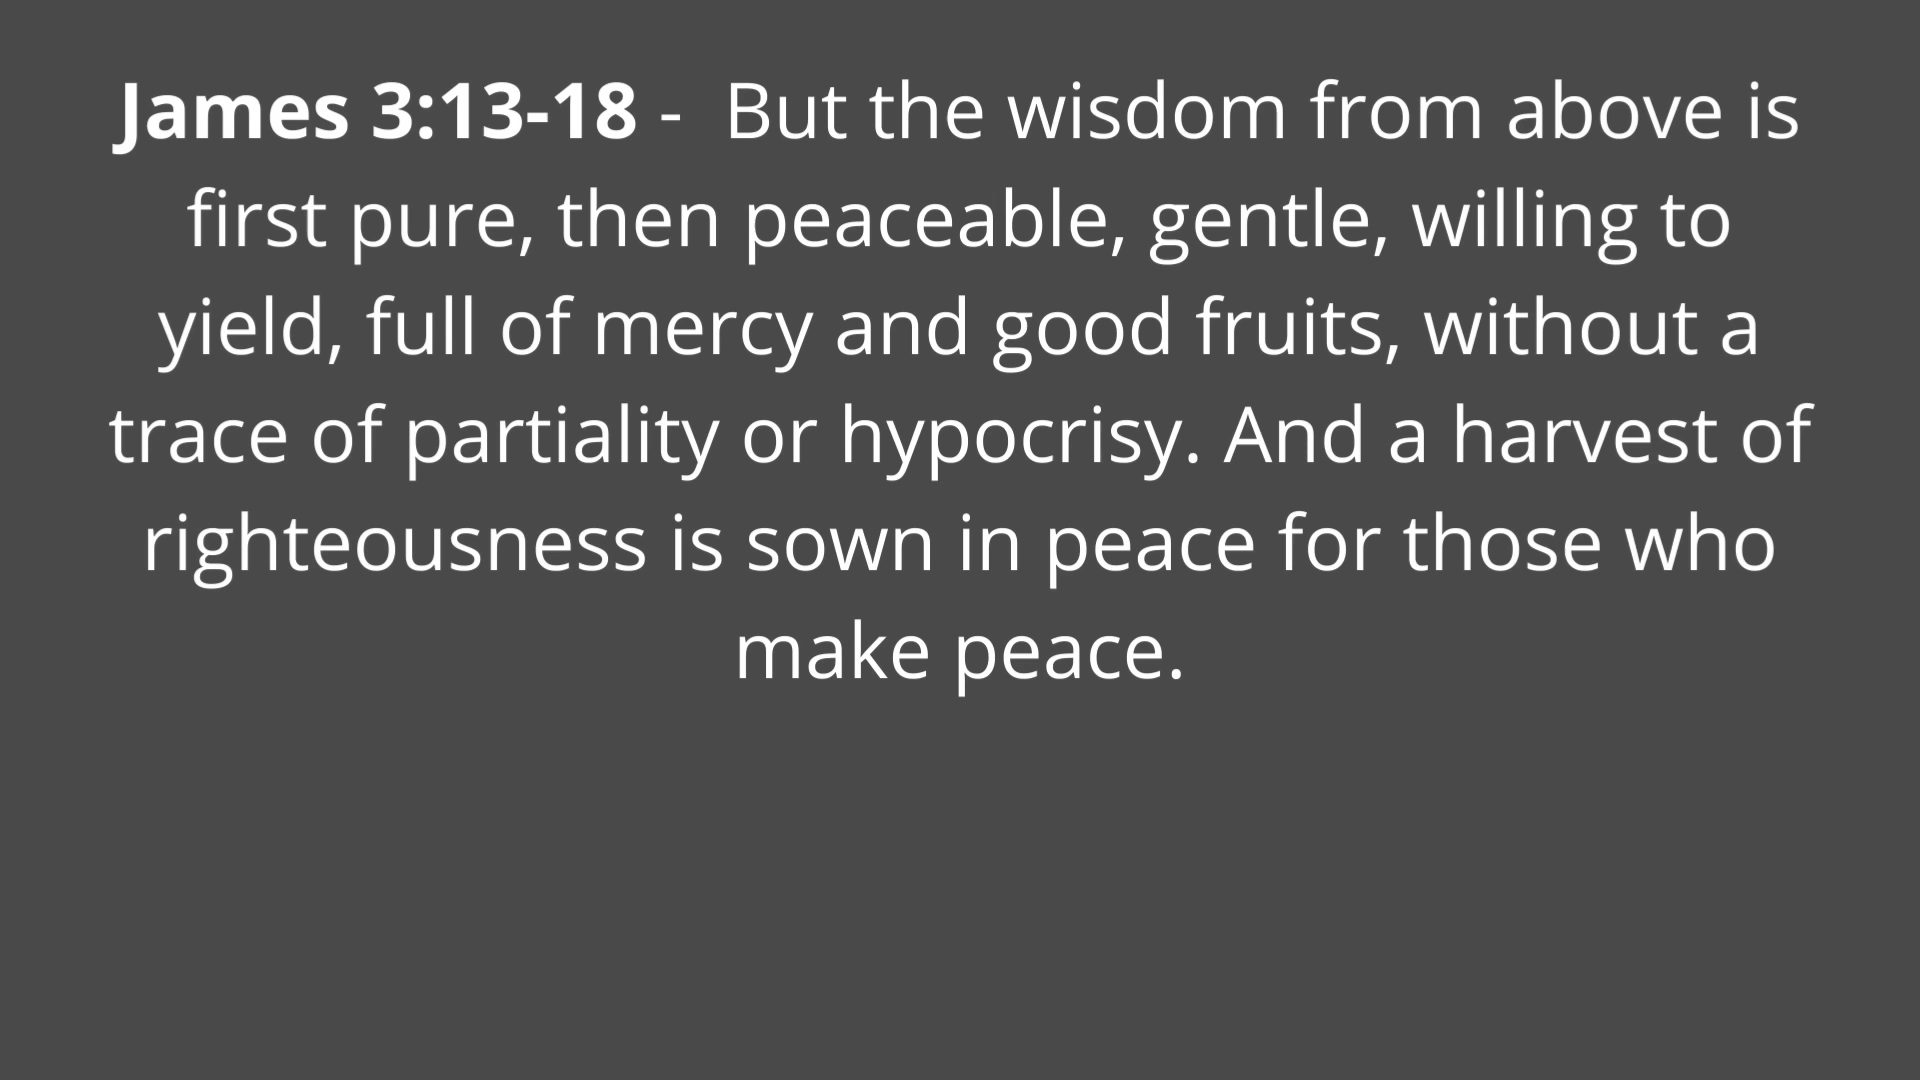 James 3:13-18 -  But the wisdom from above is
first pure, then peaceable, gentle, willing to
yield, full of mercy and good fruits, without a
trace of partiality or hypocrisy. And a harvest of
righteousness is sown in peace for those who
make peace.